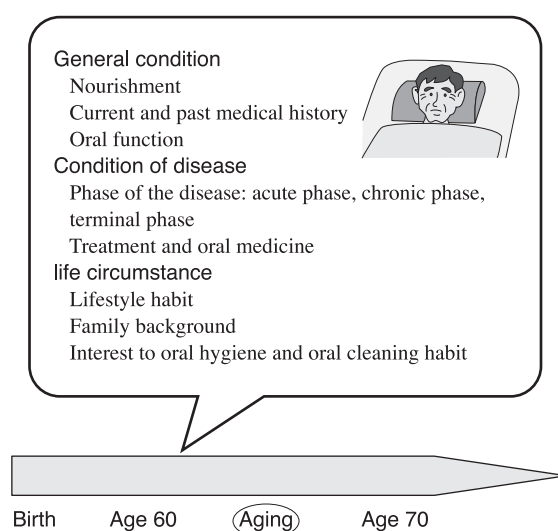 General condition
Nourishment
Current and past medical history
Oral function
Condition of disease
Phase of the disease: acute phase, chronic phase,
terminal phase
Treatment and oral medicine
life circumstance
Lifestyle habit
Family background
Interest to oral hygiene and oral cleaning habit
Birth Age 60 Aging Age 70